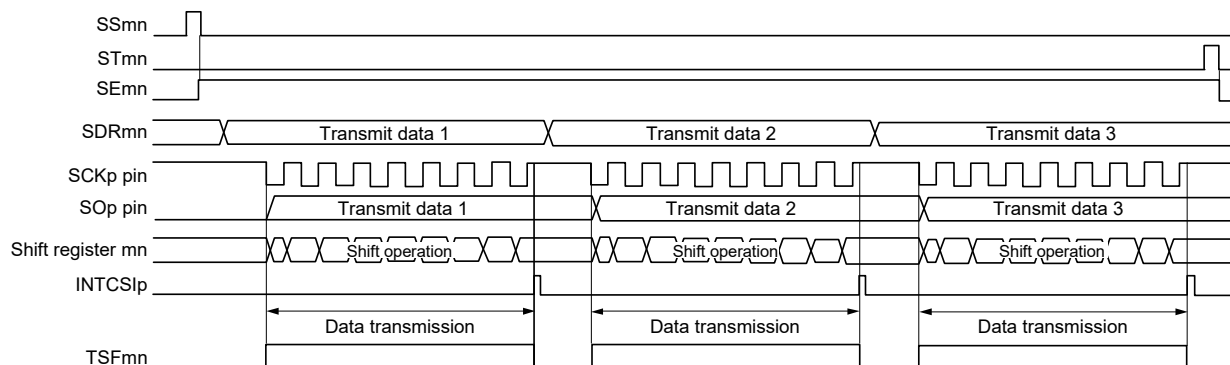 SSmn
STmn
SEmn
SDRmn Transmit data 1 Transmit data 2 Transmit data 3
SCKp pin
SOp pin Transmit data 1 Transmit data 2 Transmit data 3
Shift register mn Shift operation Shift operation Shift operation
INTCSIp
Data transmission Data transmission Data transmission
TSFmn